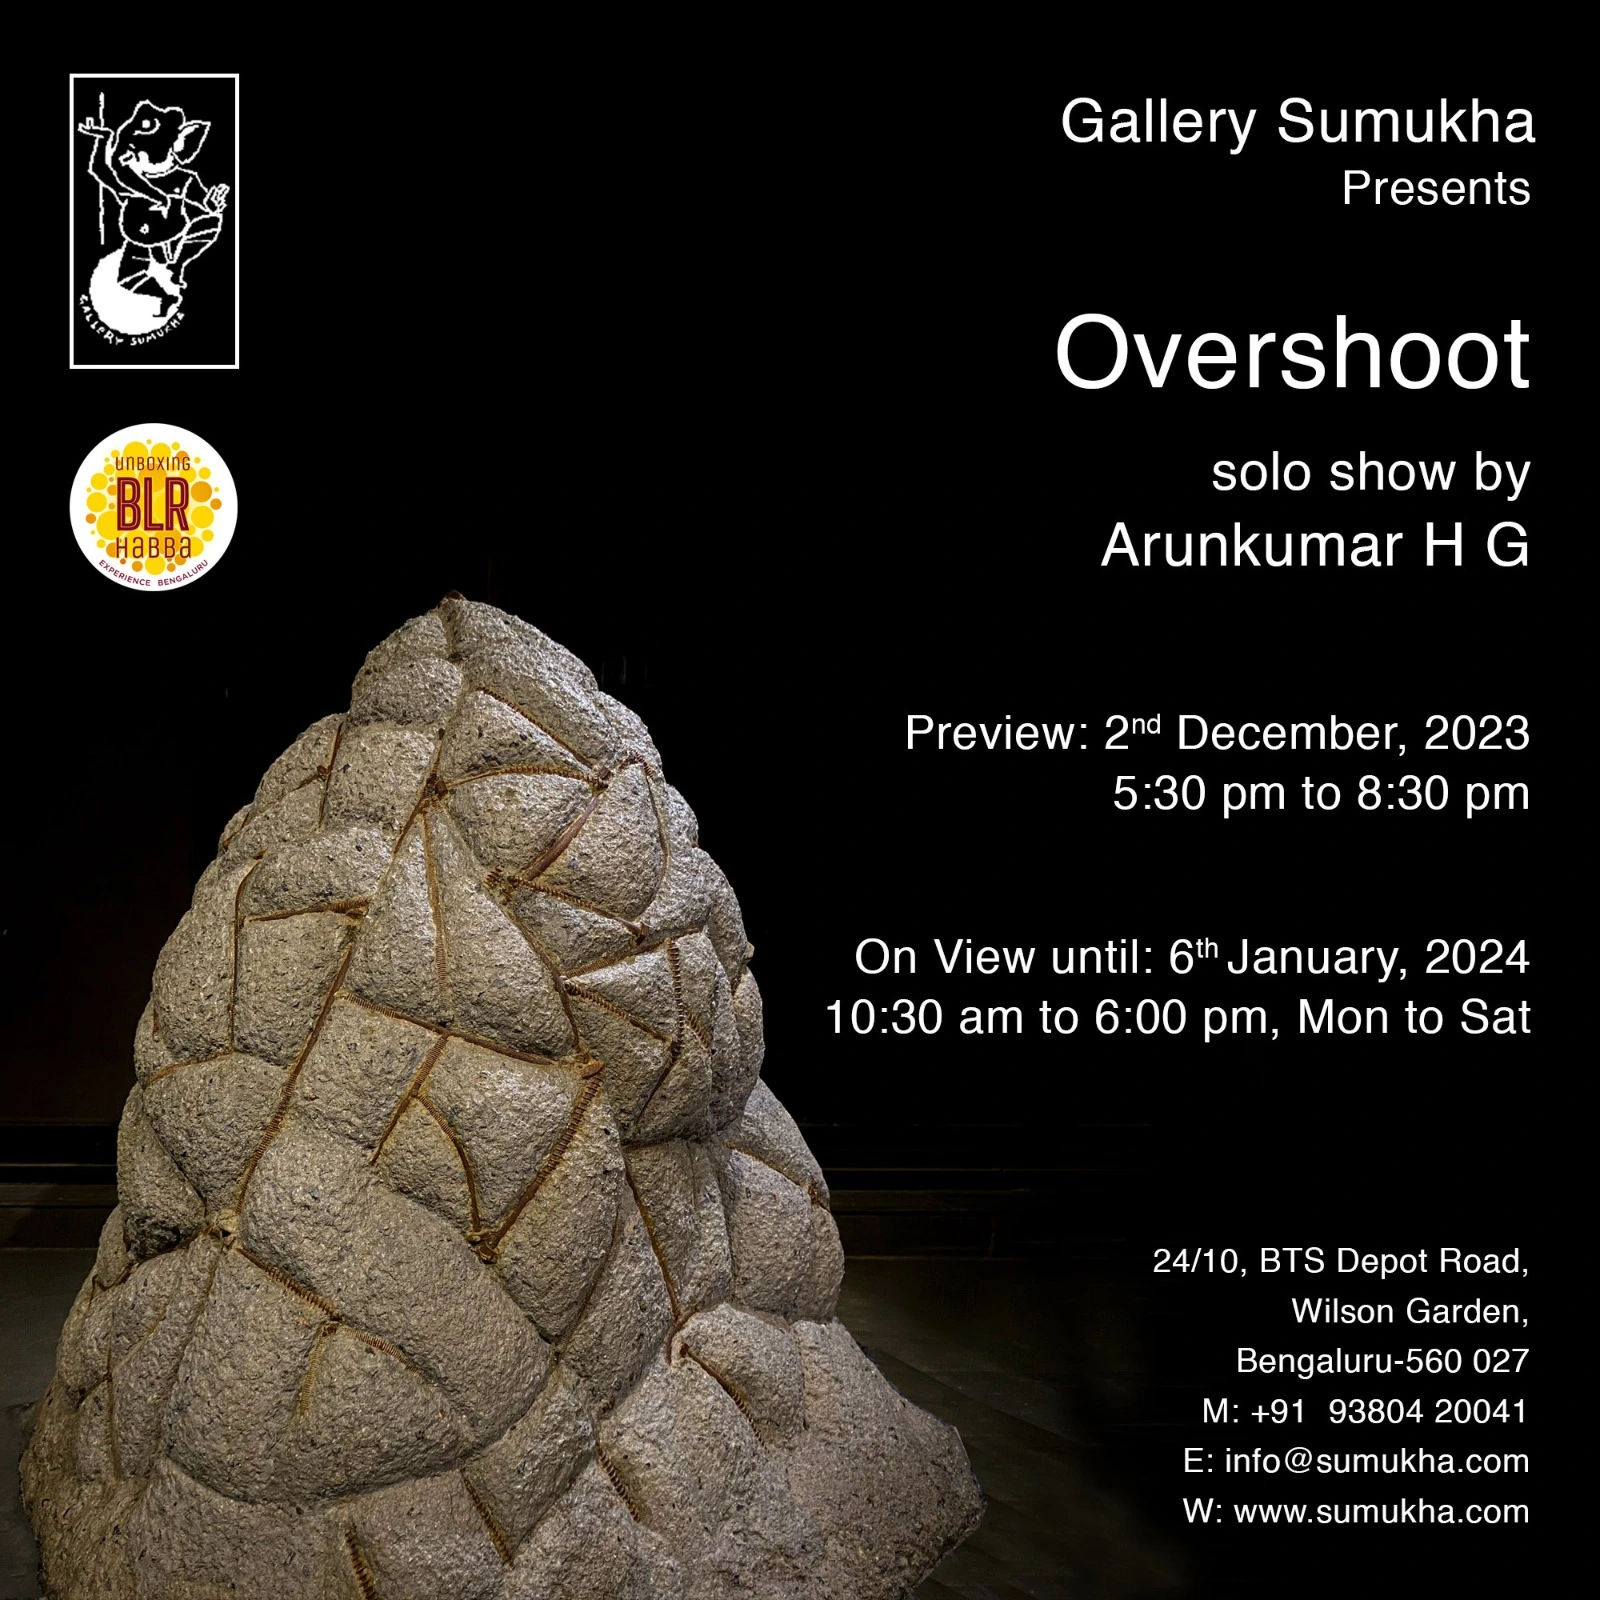 GALLERY SUMUKHA
UNBOXING
BLR
HABBA
EXPERIENCE BENGALURU
Gallery Sumukha
Presents
Overshoot
solo show by
Arunkumar H G
Preview: 2nd December, 2023
5:30 pm to 8:30 pm
On View until: 6th January, 2024
10:30 am to 6:00 pm, Mon to Sat
24/10, BTS Depot Road,
Wilson Garden,
Bengaluru-560 027
M: +91  93804 20041
E: info@sumukha.com
W: www.sumukha.com